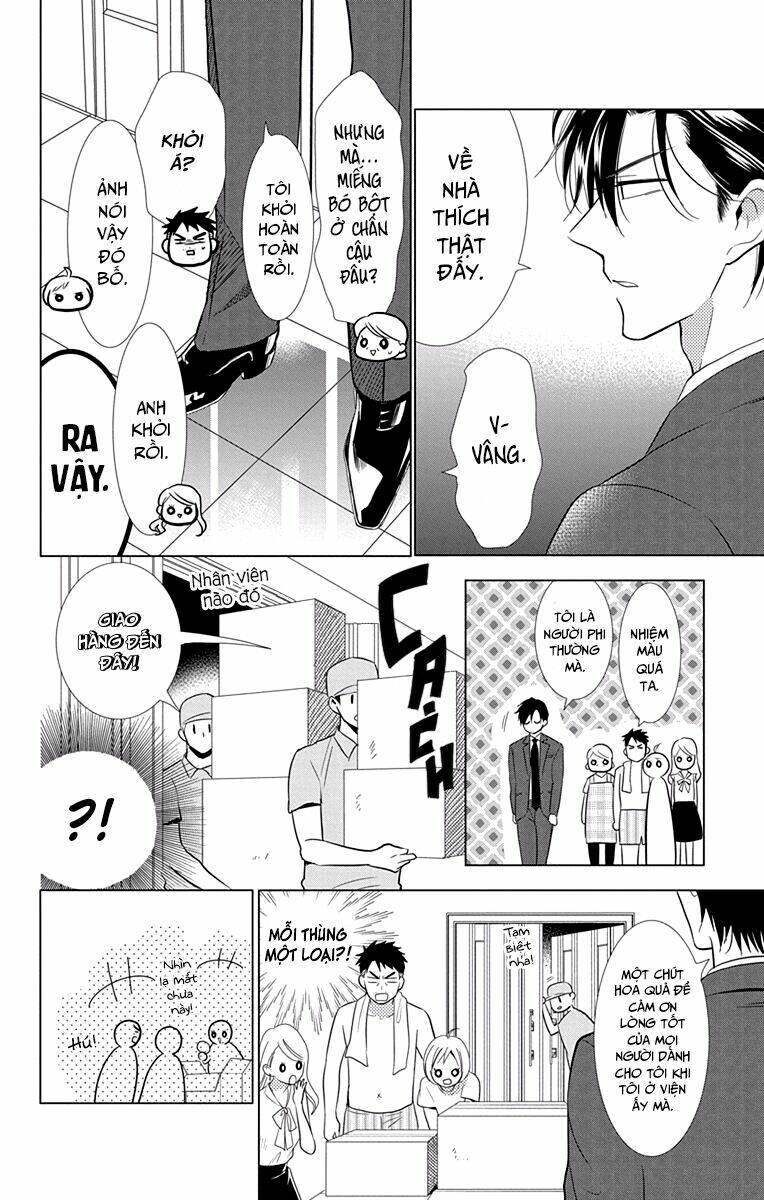 VỀ
NHÀ
THÍCH
THẬT
ĐẤY.
V-
VÂNG.
NHƯNG
MÀ...
MIẾNG
BÓ BỘT
Ở CHÂN
CẬU
ĐÂU?
TÔI
KHỎI
HOÀN
TOÀN
RỒI.
KHỎI
Á?
ẢNH
NÓI
VẬY
ĐÓ
BỐ.
ANH
KHỎI
RỒI.
RA
VẬY.
NHIỆM
MÀU
QUÁ
TA.
TÔI LÀ
NGƯỜI PHI
THƯỜNG
MÀ.
CẠCH
Nhân viên
nào đó
GIAO
HÀNG ĐẾN
ĐÂY!
?!
MỘT CHÚT
HOA QUẢ ĐỂ
CẢM ƠN
LÒNG TỐT
CỦA MỌI
NGƯỜI DÀNH
CHO TÔI KHI
TÔI Ở VIỆN
ẤY MÀ.
Tạm
biệt
nha!
MỖI THÙNG
MỘT LOẠI?!
Nhìn
lạ mắt
chưa
này!
Hú!